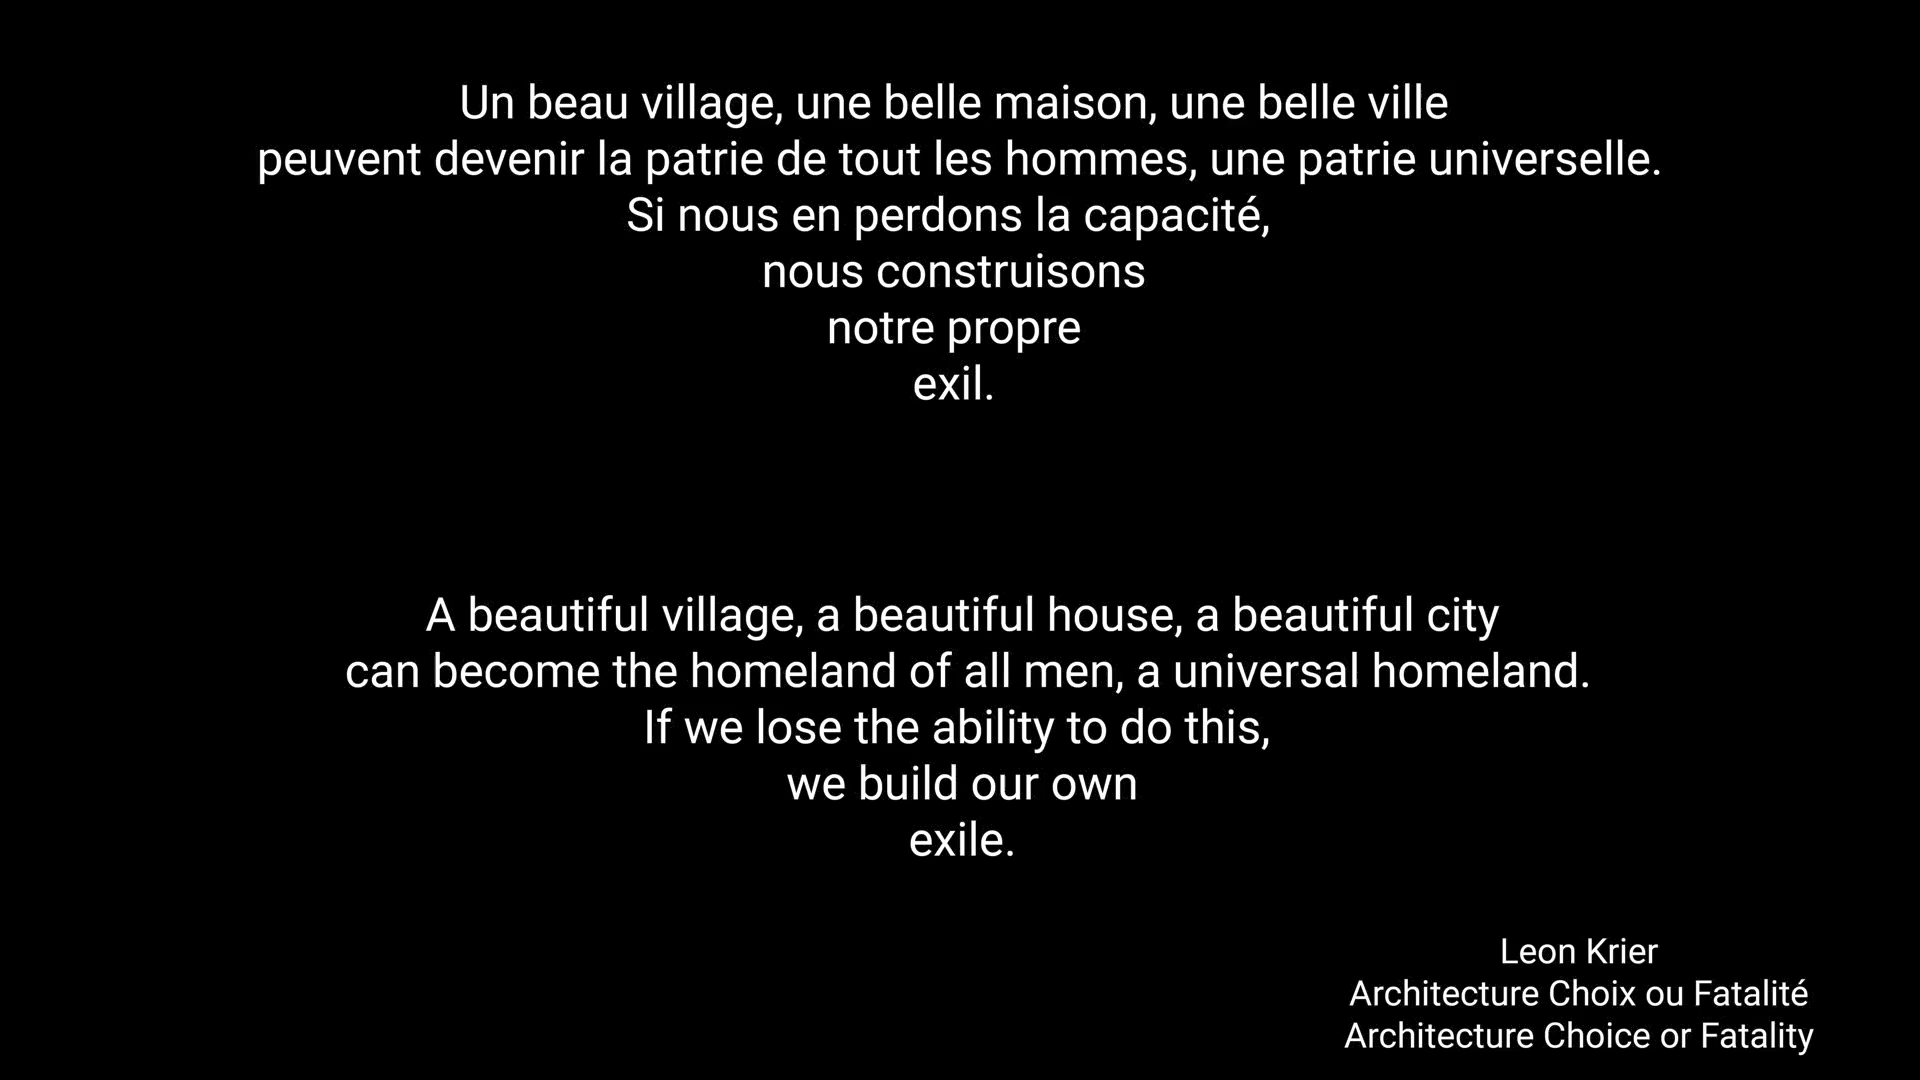 Un beau village, une belle maison, une belle ville
peuvent devenir la patrie de tout les hommes, une patrie universelle.
Si nous en perdons la capacité,
nous construisons
notre propre
exil.
A beautiful village, a beautiful house, a beautiful city
can become the homeland of all men, a universal homeland.
If we lose the ability to do this,
we build our own
exile.
Leon Krier
Architecture Choix ou Fatalité
Architecture Choice or Fatality